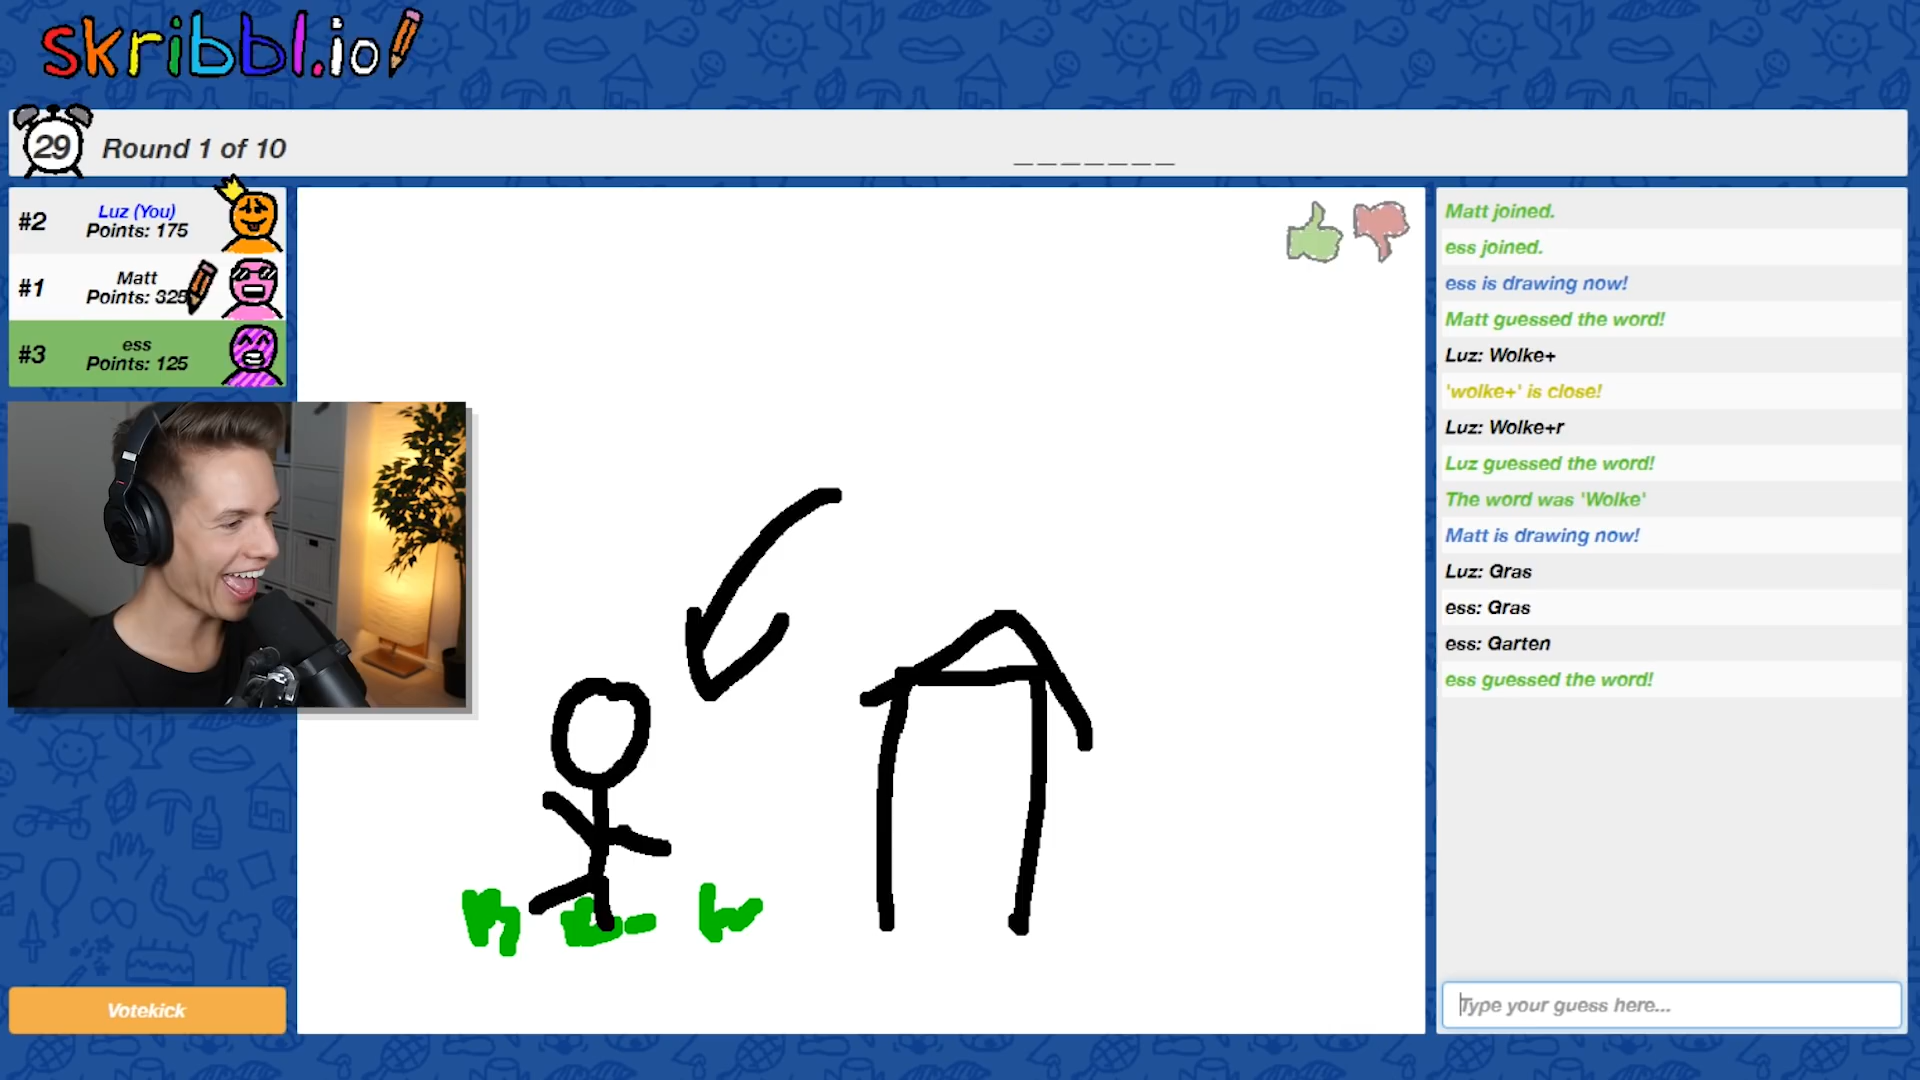 skribbl.io
29
Round 1 of 10
_ _ _ _ _ _ _
#2
Luz (You)
Points: 175
#1
Matt
Points: 325
#3
ess
Points: 125
Votekick
Matt joined.
ess joined.
ess is drawing now!
Matt guessed the word!
Luz: Wolke+
'wolke+' is close!
Luz: Wolke+r
Luz guessed the word!
The word was 'Wolke'
Matt is drawing now!
Luz: Gras
ess: Gras
ess: Garten
ess guessed the word!
Type your guess here...